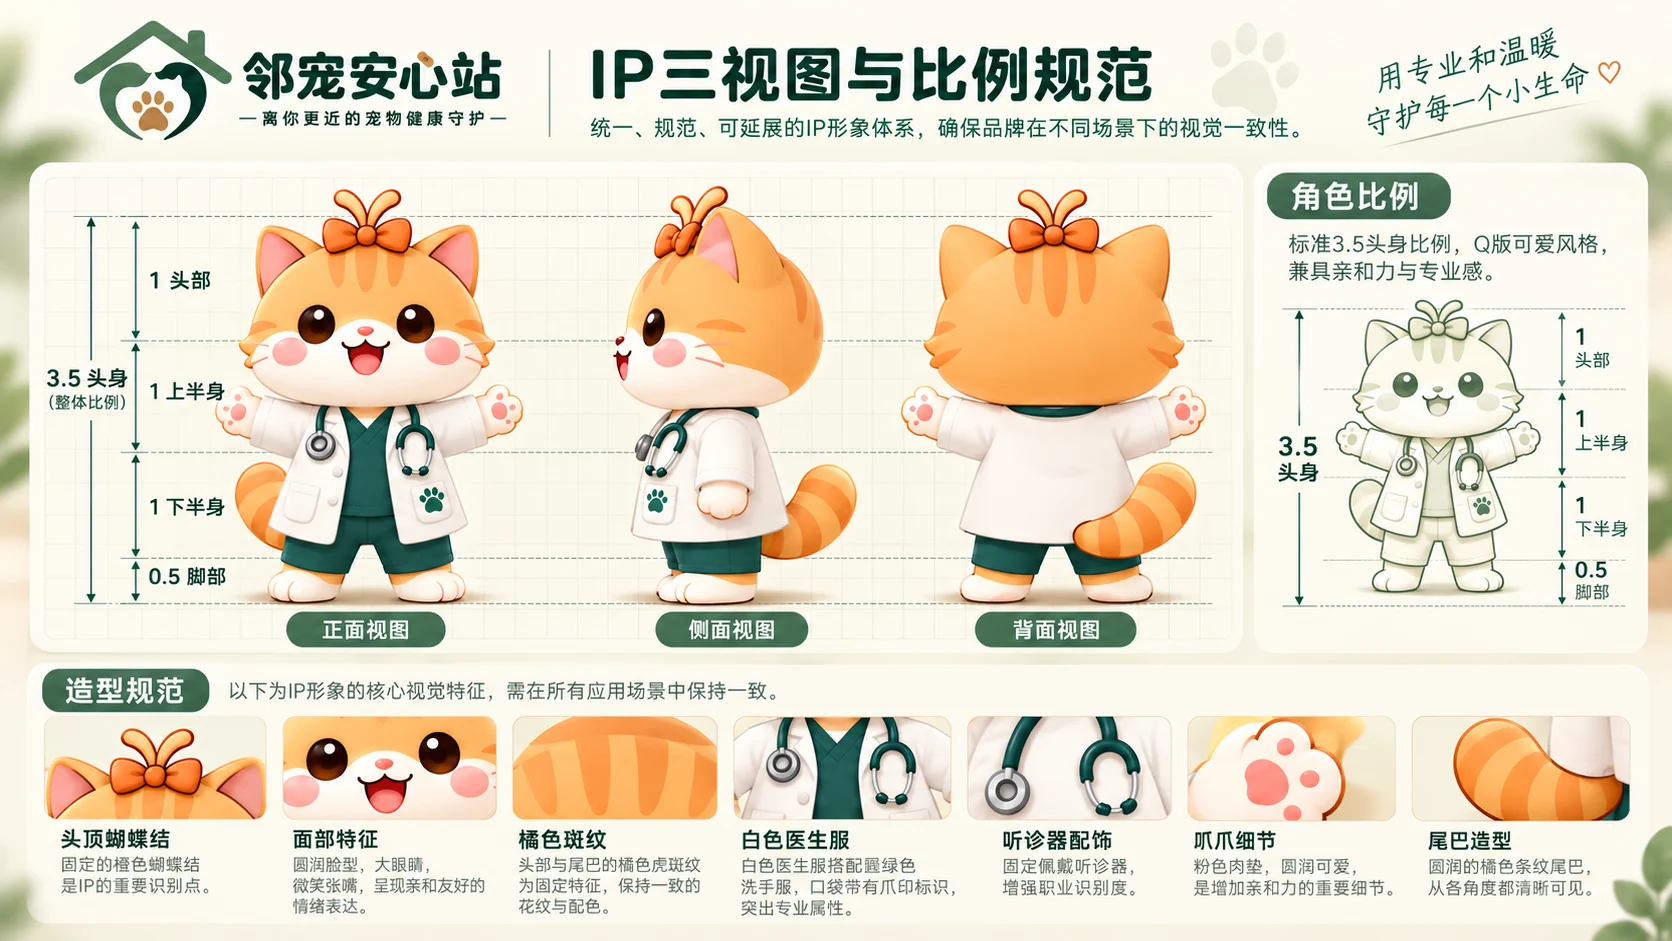 邻宠安心站
离你更近的宠物健康守护
IP三视图与比例规范
统一、规范、可延展的IP形象体系，确保品牌在不同场景下的视觉一致性。
用专业和温暖
守护每一个小生命
3.5 头身
(整体比例)
1 头部
1 上半身
1 下半身
0.5 脚部
正面视图
侧面视图
背面视图
角色比例
标准3.5头身比例，Q版可爱风格，
兼具亲和力与专业感。
3.5
头身
1
头部
1
上半身
1
下半身
0.5
脚部
造型规范
以下为IP形象的核心视觉特征，需在所有应用场景中保持一致。
头顶蝴蝶结
固定的橙色蝴蝶结
是IP的重要识别点。
面部特征
圆润脸型，大眼睛，
微笑张嘴，呈现亲和友好的
情绪表达。
橘色斑纹
头部与尾巴的橘色虎斑纹
为固定特征，保持一致的
花纹与配色。
白色医生服
白色医生服搭配绿色
洗手服，口袋带有爪印标识，
突出专业属性。
听诊器配饰
固定佩戴听诊器，
增强职业识别度。
爪细节
粉色肉垫，圆润可爱，
是增加亲和力的重要细节。
尾巴造型
圆润的橘色条纹尾巴，
从各角度都清晰可见。